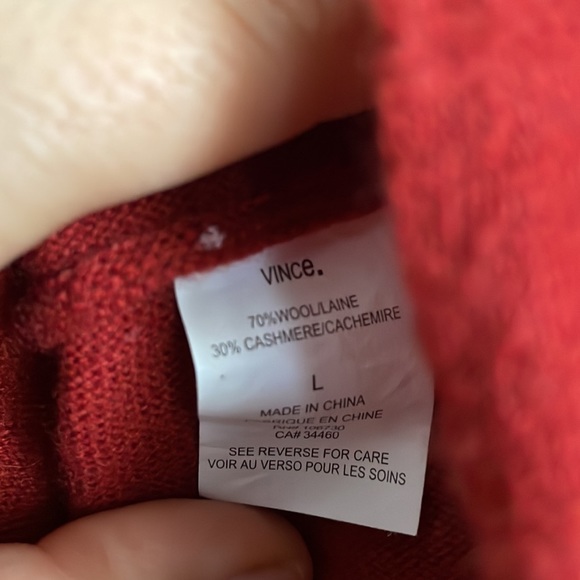 VINCe.
70%WOOL/LAINE
30% CASHMERE/CACHEMIRE
L
MADE IN CHINA
EN CHINE
CA# 34460
SEE REVERSE FOR CARE
VOIR AU VERSO POUR LES SOINS